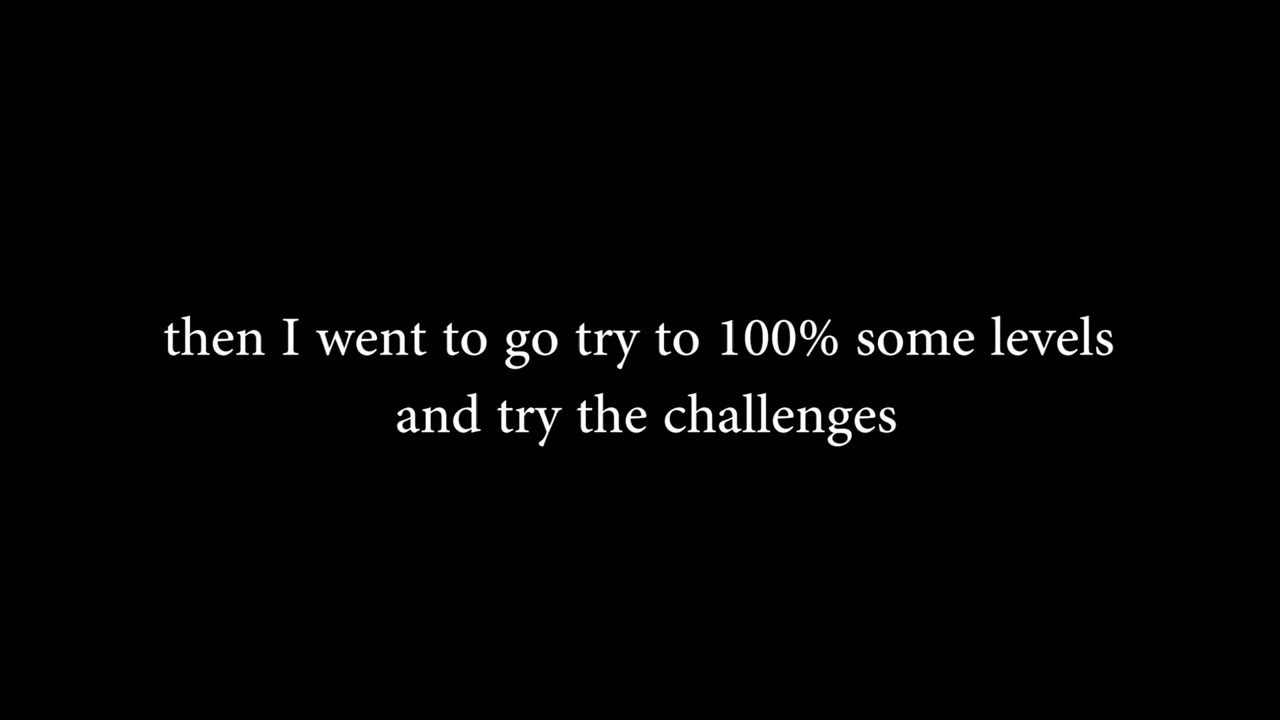 then I went to go try to 100% some levels
and try the challenges